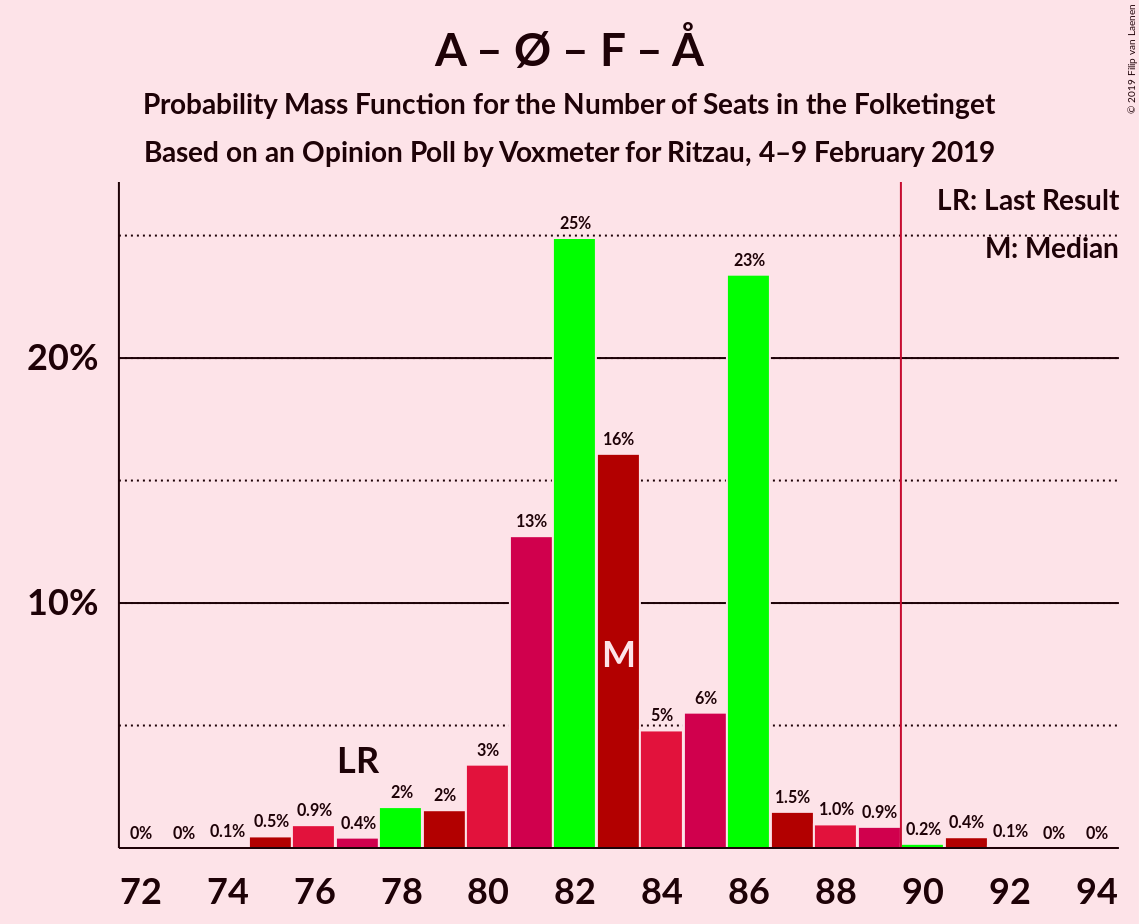 A – Ø – F – Å
Probability Mass Function for the Number of Seats in the Folketinget
Based on an Opinion Poll by Voxmeter for Ritzau, 4–9 February 2019
© 2019 Filip van Laenen
LR: Last Result
M: Median
20%
10%
0% 0% 0.1% 0.5% 0.9% 0.4% 2% 2% 3% 13% 25% 16% 5% 6% 23% 1.5% 1.0% 0.9% 0.2% 0.4% 0.1% 0% 0%
LR
M
72 74 76 78 80 82 84 86 88 90 92 94